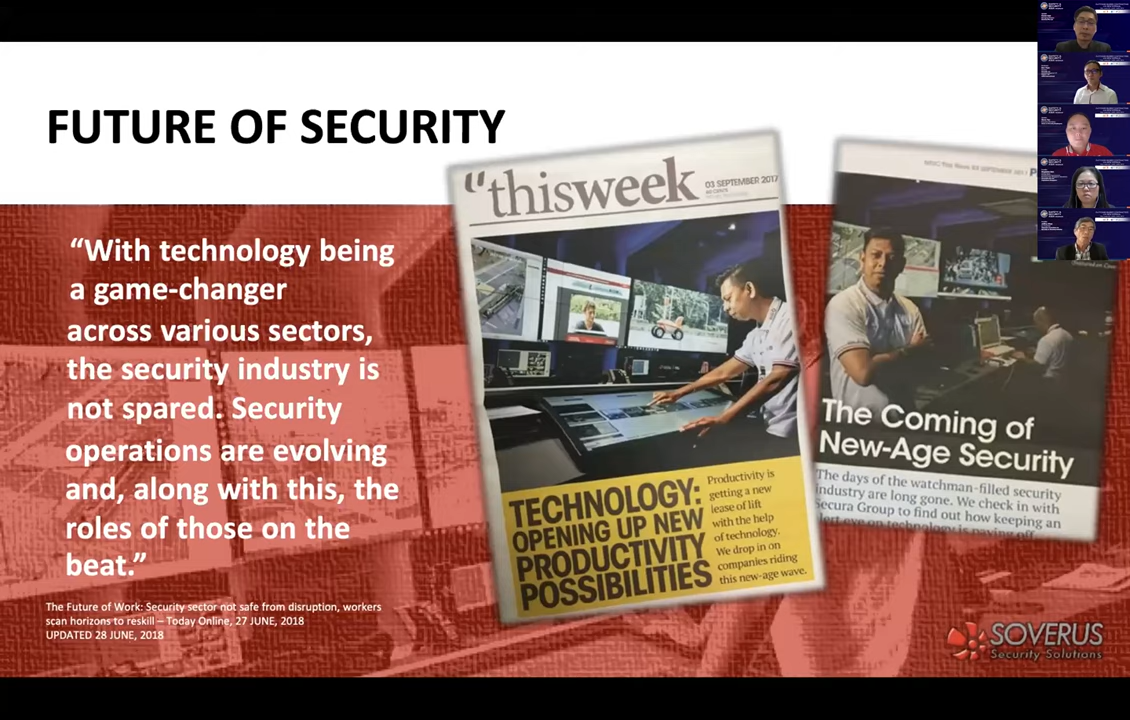 FUTURE OF SECURITY
“With technology being
a game-changer
across various sectors,
the security industry is
not spared. Security
operations are evolving
and, along with this, the
roles of those on the
beat.”
The Future of Work: Security sector not safe from disruption, workers
scan horizons to reskill – Today Online, 27 JUNE, 2018
UPDATED 28 JUNE, 2018
“thisweek
03 SEPTEMBER 2017
TECHNOLOGY:
OPENING UP NEW
PRODUCTIVITY
POSSIBILITIES
Productivity is
getting a new
lease of lift
with the help
of technology.
We drop in on
companies riding
this new-age wave.
The Coming of
New-Age Security
The days of the watchman-filled security
industry are long gone. We check in with
Secura Group to find out how keeping an
SOVERUS
Security Solutions